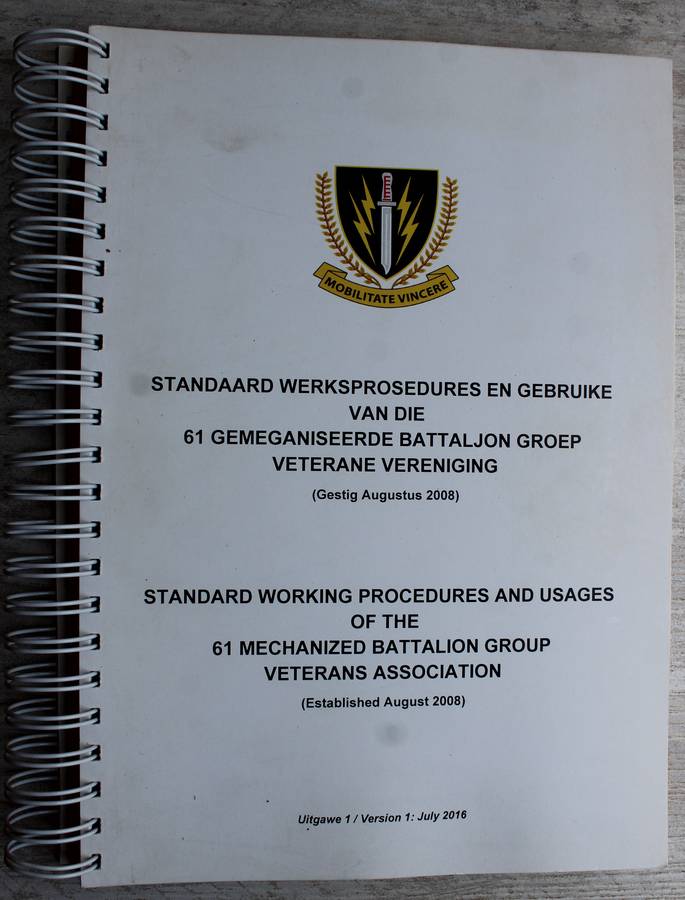 MOBILITATE VINCERE
STANDAARD WERKSPROSEDURES EN GEBRUIKE
VAN DIE
61 GEMEGANISEERDE BATTALJON GROEP
VETERANE VERENIGING
(Gestig Augustus 2008)
STANDARD WORKING PROCEDURES AND USAGES
OF THE
61 MECHANIZED BATTALION GROUP
VETERANS ASSOCIATION
(Established August 2008)
Uitgawe 1 / Version 1: July 2016